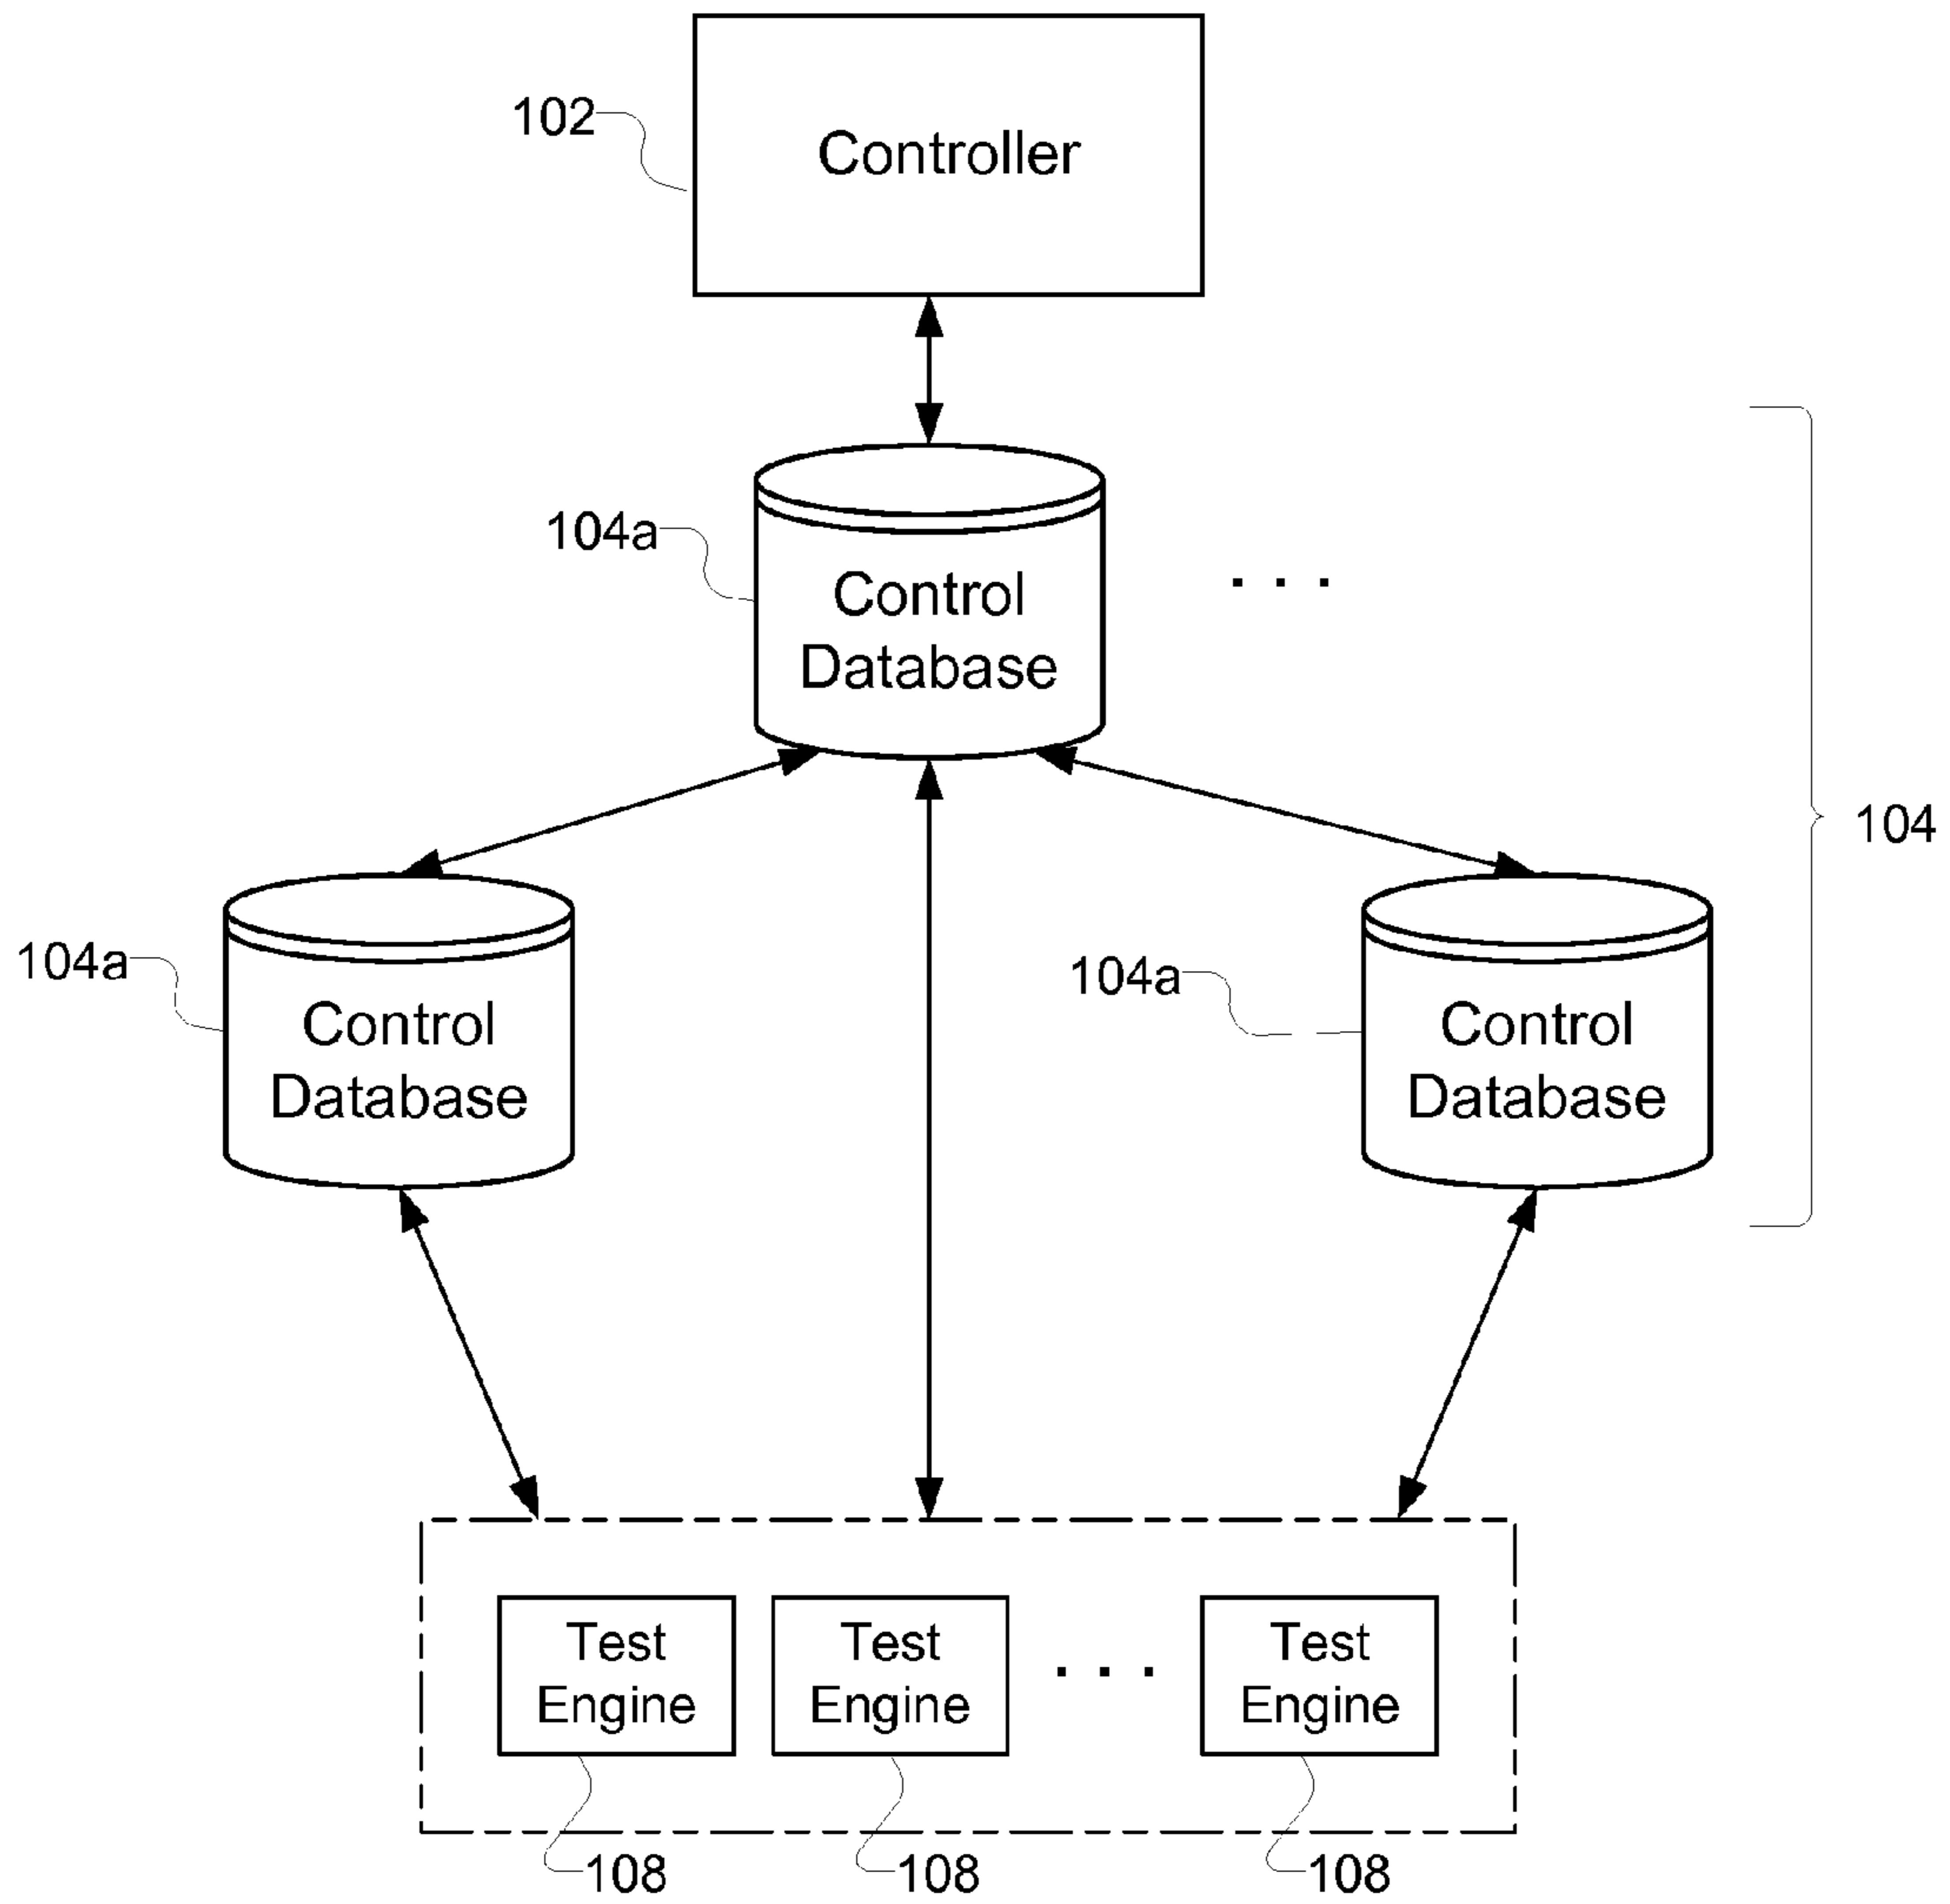 102
Controller
104a
Control
Database
. . .
104
104a
Control
Database
104a
Control
Database
Test
Engine
Test
Engine
. . .
Test
Engine
108
108
108